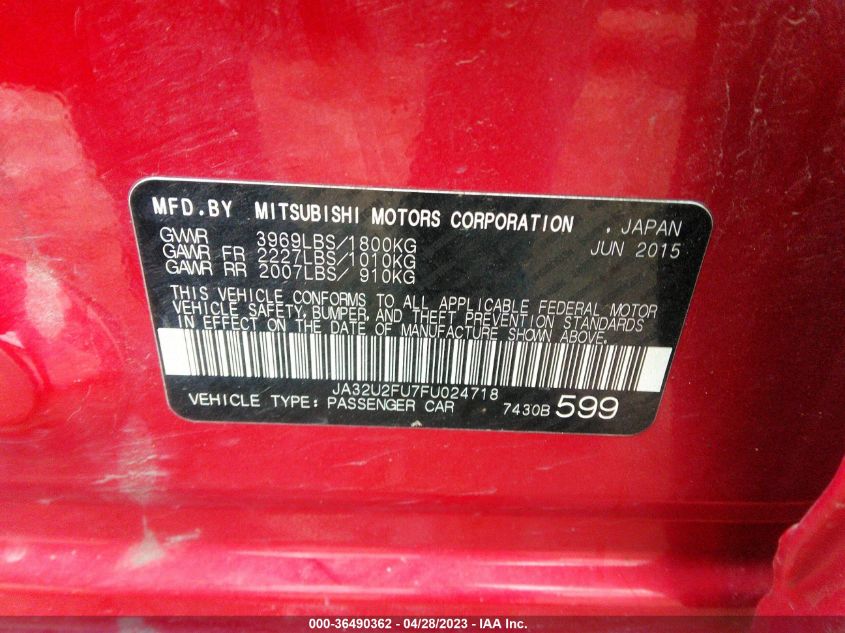 MFD.BY MITSUBISHI MOTORS CORPORATION . JAPAN
GVWR 3969LBS/1800KG JUN 2015
GAWR FR 2227LBS/1010KG
GAWR RR 2007LBS/ 910KG
THIS VEHICLE CONFORMS TO ALL APPLICABLE FEDERAL MOTOR
VEHICLE SAFETY, BUMPER, AND THEFT PREVENTION STANDARDS
IN EFFECT ON THE DATE OF MANUFACTURE SHOWN ABOVE.
JA32U2FU7FU024718
VEHICLE TYPE: PASSENGER CAR 7430B 599
000-36490362 - 04/28/2023 - IAA Inc.